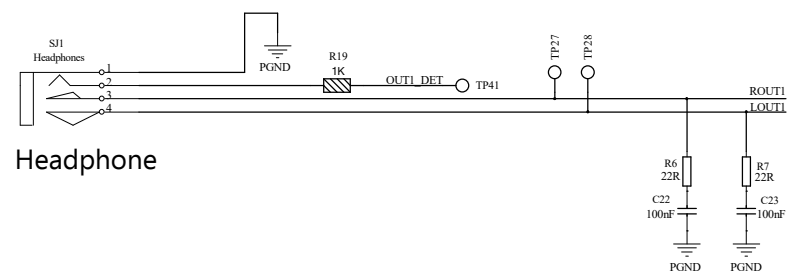 SJ1
Headphones
1
2
3
4
PGND
R19
1K
OUT1_DET
TP41
TP27
TP28
ROUT1
LOUT1
Headphone
R6
22R
R7
22R
C22
100nF
C23
100nF
PGND
PGND